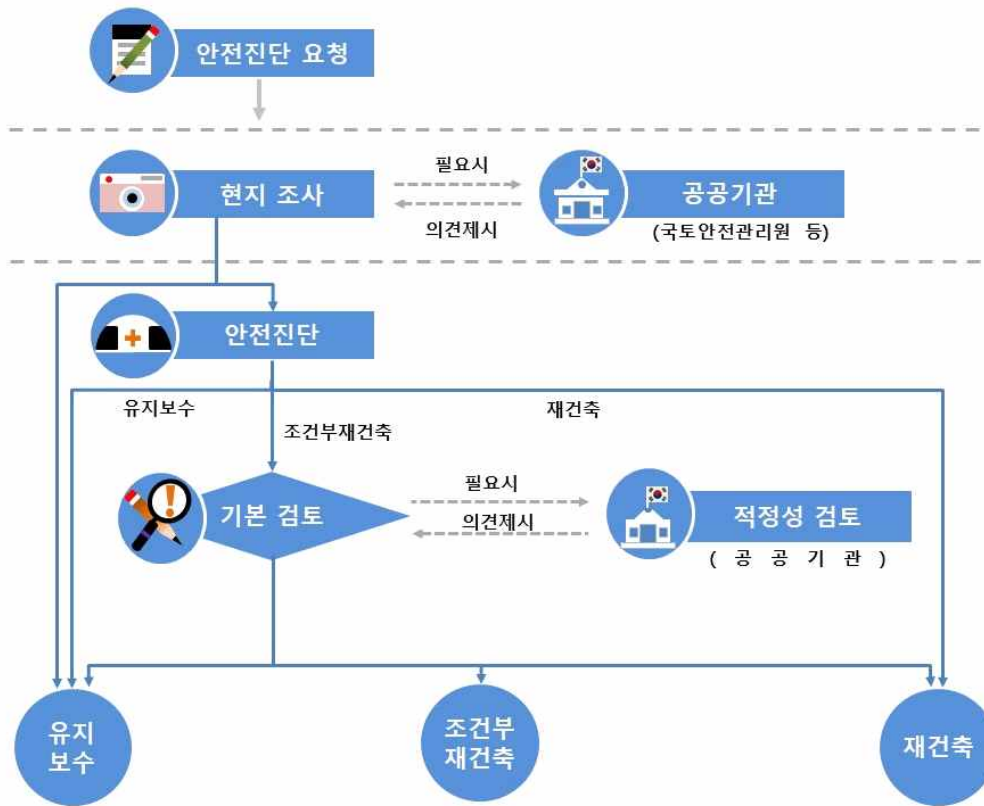 안전진단 요청
현지 조사
필요시
의견제시
공공기관
(국토안전관리원 등)
안전진단
유지보수
재건축
조건부재건축
기본 검토
필요시
의견제시
적정성 검토
( 공 공 기 관 )
유지
보수
조건부
재건축
재건축